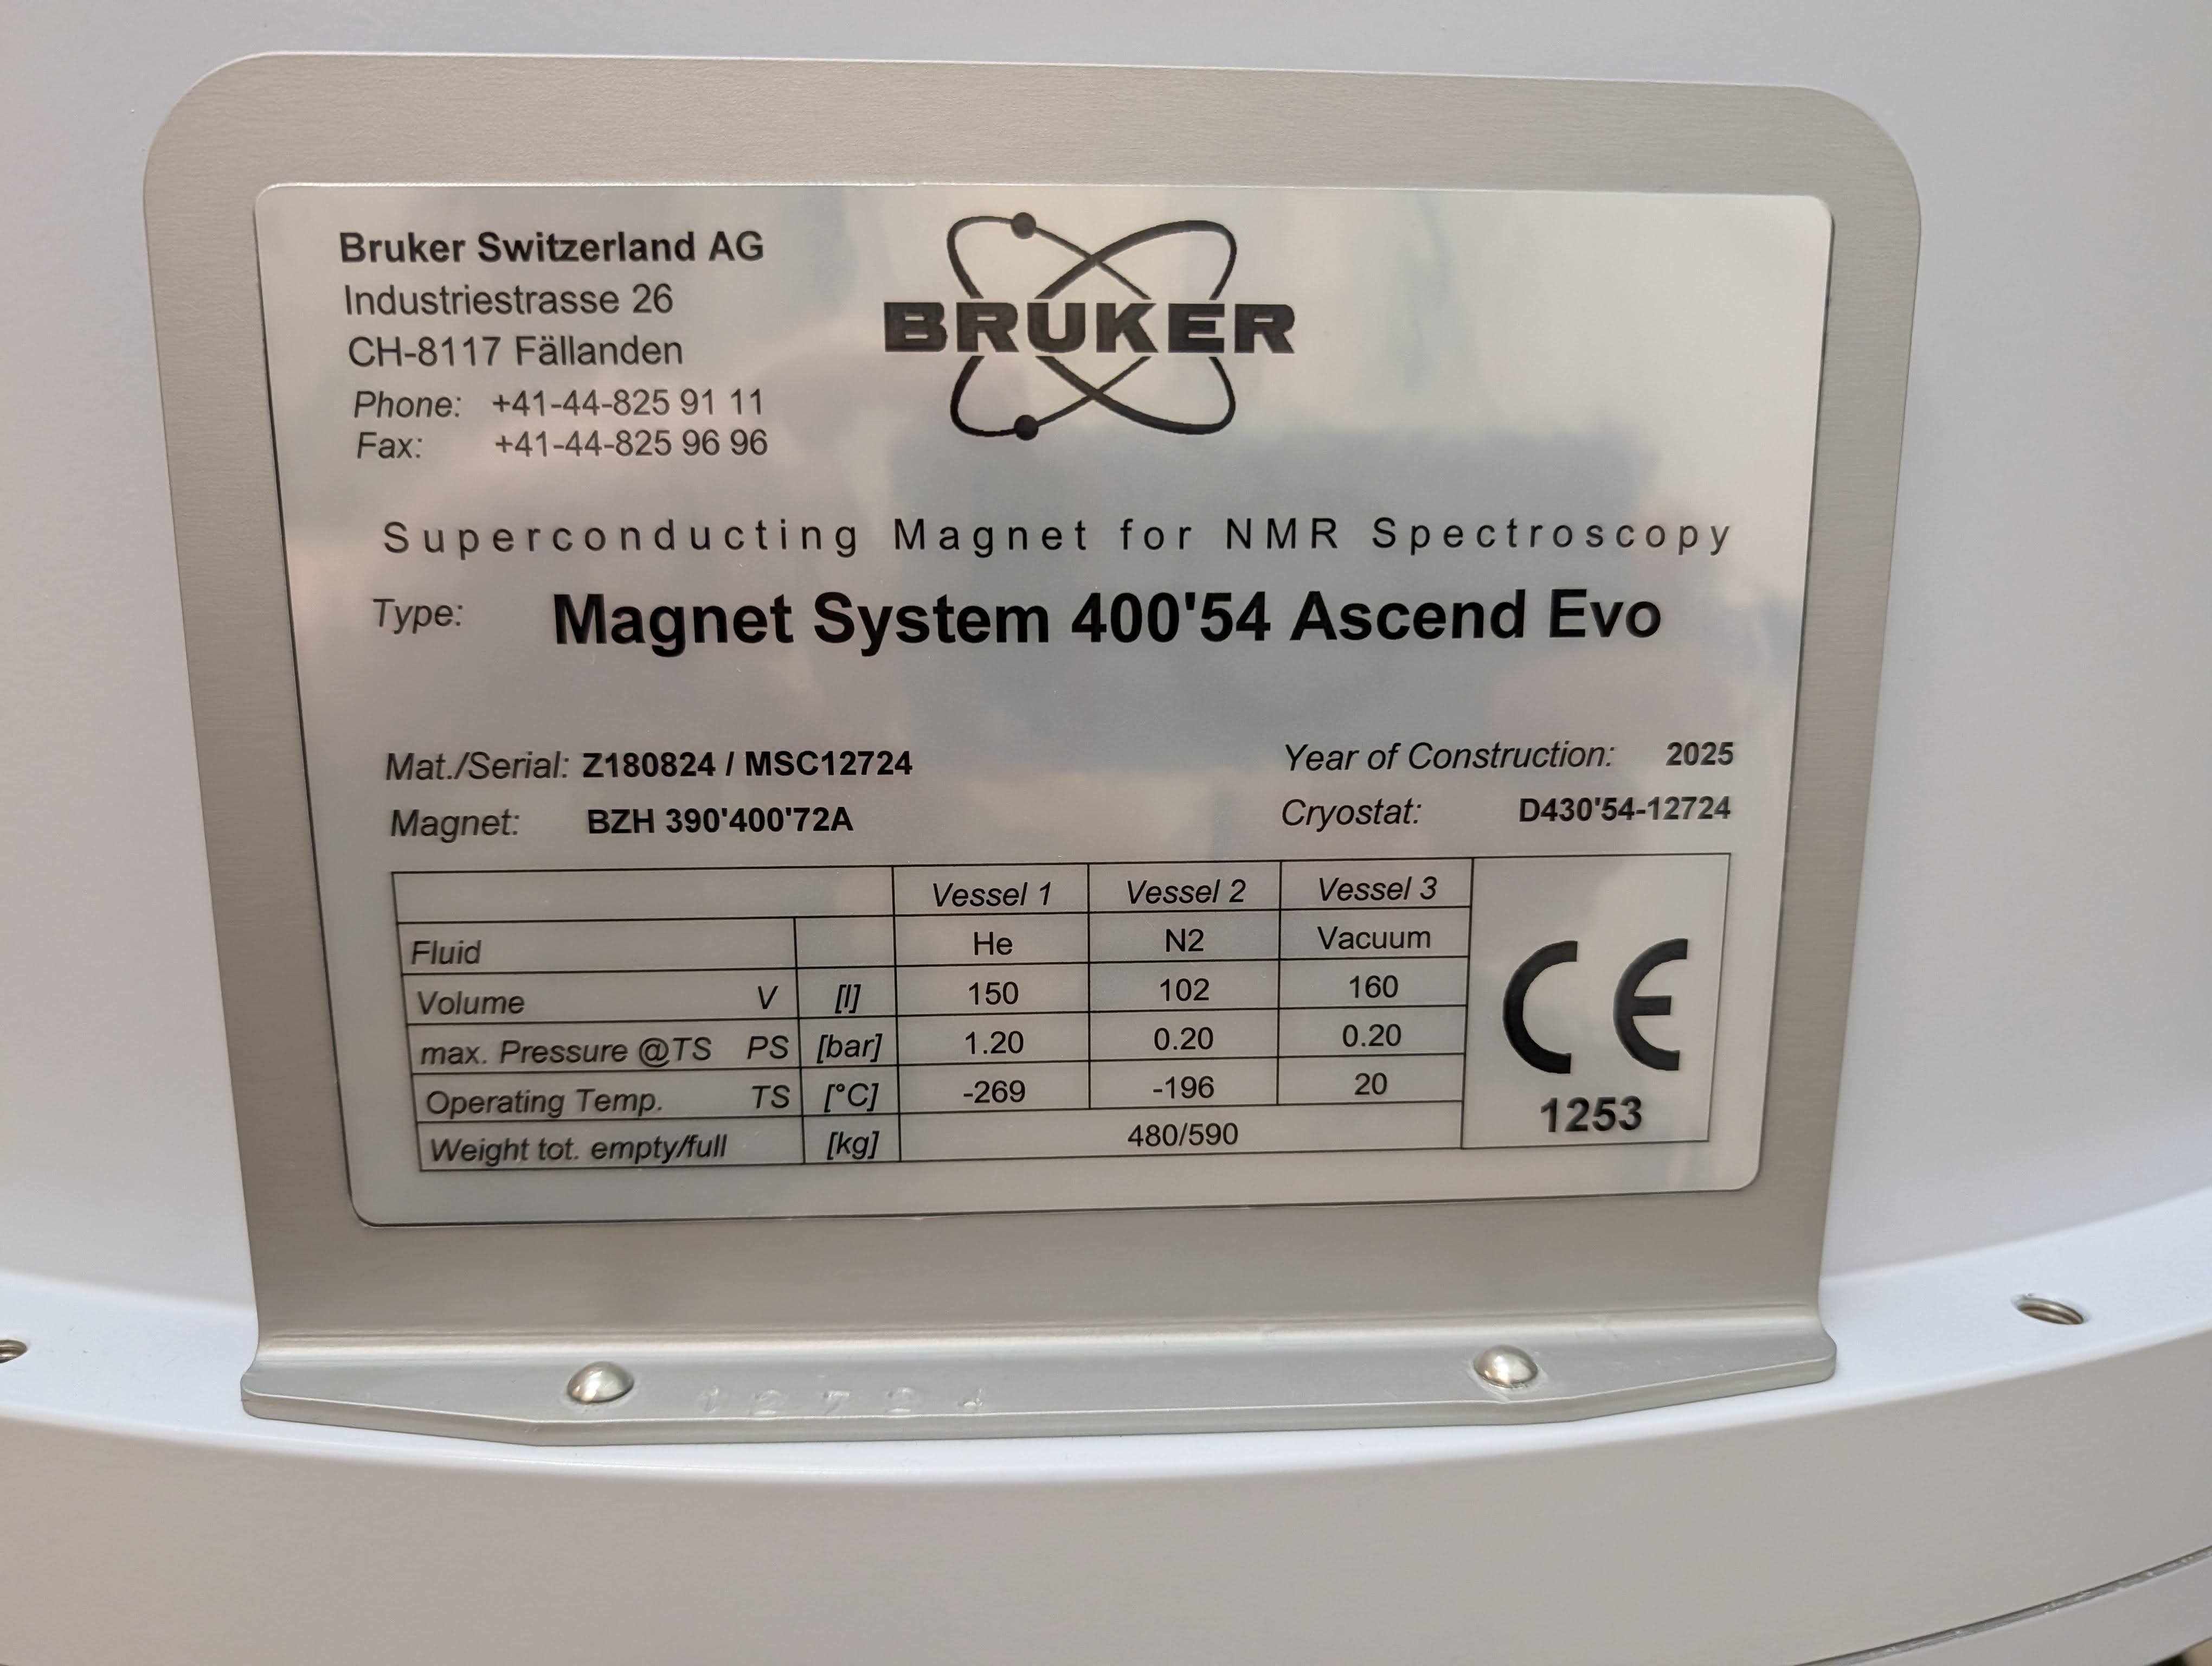 Bruker Switzerland AG
Industriestrasse 26
CH-8117 Fällanden
Phone: +41-44-825 91 11
Fax: +41-44-825 96 96
BRUKER
Superconducting Magnet for NMR Spectroscopy
Type: Magnet System 400'54 Ascend Evo
Mat./Serial: Z180824 / MSC12724 Year of Construction: 2025
Magnet: BZH 390'400'72A Cryostat: D430'54-12724
Vessel 1 Vessel 2 Vessel 3
Fluid He N2 Vacuum
Volume V [l] 150 102 160
max. Pressure @TS PS [bar] 1.20 0.20 0.20
Operating Temp. TS [°C] -269 -196 20
Weight tot. empty/full [kg] 480/590
CE
1253
12724